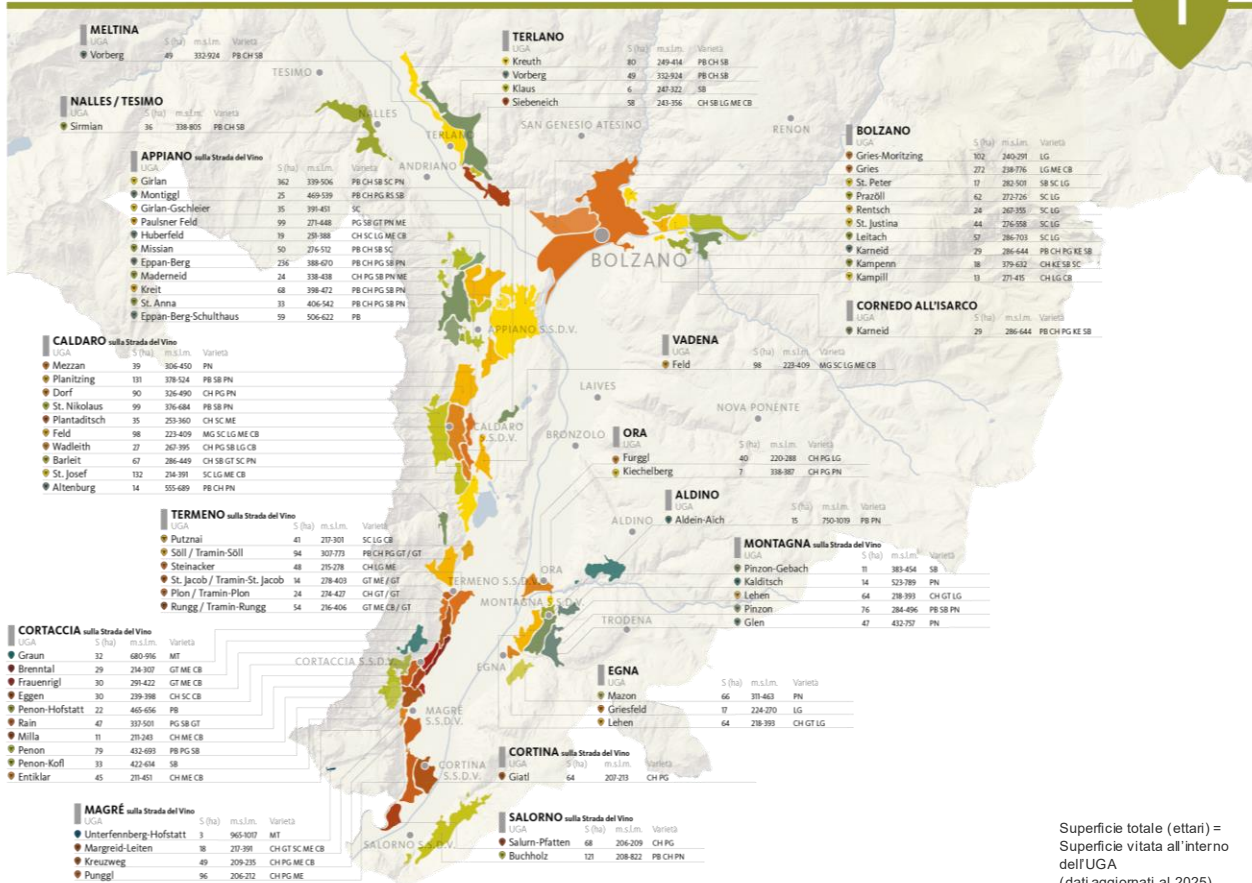 MELTINA
UGA S (ha) m.s.l.m. Varietà
Vorberg 49 332-924 PB CH SB
NALLES / TESIMO
UGA S (ha) m.s.l.m. Varietà
Sirmian 36 338-805 PB CH SB
APPIANO sulla Strada del Vino
UGA S (ha) m.s.l.m. Varietà
Girlan 362 339-506 PB CH SB SC PN
Montiggl 25 469-539 PB CH PG RS SB
Girlan-Gschleier 35 391-451 SC
Paulsner Feld 99 271-448 PG SB GT PN ME
Huberfeld 19 251-388 CH SC LG ME CB
Missian 50 276-512 PB CH SB SC
Eppan-Berg 236 388-670 PB CH PG SB PN
Maderneid 24 338-438 CH PG SB PN ME
Kreit 68 398-472 PB CH PG SB PN
St. Anna 33 406-542 PB CH PG SB PN
Eppan-Berg-Schulthaus 59 506-622 PB
CALDARO sulla Strada del Vino
UGA S (ha) m.s.l.m. Varietà
Mezzan 39 306-450 PN
Planitzing 131 378-524 PB SB PN
Dorf 90 326-490 CH PG PN
St. Nikolaus 99 376-684 PB SB PN
Plantaditsch 35 253-360 CH SC ME
Feld 98 223-409 MG SC LG ME CB
Wadleith 27 267-395 CH PG SB LG CB
Barleit 67 286-449 CH SB GT SC PN
St. Josef 132 214-391 SC LG ME CB
Altenburg 14 555-689 PB CH PN
TERMENO sulla Strada del Vino
UGA S (ha) m.s.l.m. Varietà
Putznai 41 217-301 SC LG CB
Söll / Tramin-Söll 94 307-773 PB CH PG GT / GT
Steinacker 48 215-278 CH LG ME
St. Jacob / Tramin-St. Jacob 14 278-403 GT ME / GT
Plon / Tramin-Plon 24 274-427 CH GT / GT
Rungg / Tramin-Rungg 54 216-406 GT ME CB / GT
CORTACCIA sulla Strada del Vino
UGA S (ha) m.s.l.m. Varietà
Graun 32 680-916 MT
Brenntal 29 214-307 GT ME CB
Frauenrigl 30 291-422 GT ME CB
Eggen 30 239-398 CH SC CB
Penon-Hofstatt 22 465-656 PB
Rain 47 337-501 PG SB GT
Milla 11 211-243 CH ME CB
Penon 79 432-693 PB PG SB
Penon-Kofl 33 422-614 SB
Entiklar 45 211-451 CH ME CB
MAGRÉ sulla Strada del Vino
UGA S (ha) m.s.l.m. Varietà
Unterfennberg-Hofstatt 3 965-1017 MT
Margreid-Leiten 18 217-391 CH GT SC ME CB
Kreuzweg 49 209-235 CH PG ME CB
Punggl 96 206-212 CH PG ME
TERLANO
UGA S (ha) m.s.l.m. Varietà
Kreuth 80 249-414 PB CH SB
Vorberg 49 332-924 PB CH SB
Klaus 6 247-322 SB
Siebeneich 58 243-356 CH SB LG ME CB
BOLZANO
UGA S (ha) m.s.l.m. Varietà
Gries-Moritzing 102 240-291 LG
Gries 272 238-776 LG ME CB
St. Peter 17 282-501 SB SC LG
Prazöll 62 272-726 SC LG
Rentsch 24 267-355 SC LG
St. Justina 44 276-558 SC LG
Leitach 57 286-703 SC LG
Karneid 29 286-644 PB CH PG KE SB
Kampenn 18 379-632 CH KE SB SC
Kampill 13 271-415 CH LG CB
CORNEDO ALL'ISARCO
UGA S (ha) m.s.l.m. Varietà
Karneid 29 286-644 PB CH PG KE SB
VADENA
UGA S (ha) m.s.l.m. Varietà
Feld 98 223-409 MG SC LG ME CB
ORA
UGA S (ha) m.s.l.m. Varietà
Furggl 40 220-288 CH PG LG
Kiechelberg 7 338-387 CH PG PN
ALDINO
UGA S (ha) m.s.l.m. Varietà
Aldein-Aich 15 750-1019 PB PN
MONTAGNA sulla Strada del Vino
UGA S (ha) m.s.l.m. Varietà
Pinzon-Gebach 11 383-454 SB
Kalditsch 14 523-789 PN
Lehen 64 218-393 CH GT LG
Pinzon 76 284-496 PB SB PN
Glen 47 432-757 PN
EGNA
UGA S (ha) m.s.l.m. Varietà
Mazon 66 311-463 PN
Griesfeld 17 224-270 LG
Lehen 64 218-393 CH GT LG
CORTINA sulla Strada del Vino
UGA S (ha) m.s.l.m. Varietà
Giatl 64 207-213 CH PG
SALORNO sulla Strada del Vino
UGA S (ha) m.s.l.m. Varietà
Salurn-Pfatten 68 206-209 CH PG
Buchholz 121 208-822 PB CH PN
TESIMO
NALLES
TERLANO
ANDRIANO
SAN GENESIO ATESINO
RENON
BOLZANO
APPIANO S.S.D.V.
LAIVES
NOVA PONENTE
CALDARO
S.S.D.V.
BRONZOLO
ALDINO
ORA
TERMENO S.S.D.V.
MONTAGNA S.S.D.V.
TRODENA
CORTACCIA S.S.D.V.
EGNA
MAGRÉ
S.S.D.V.
CORTINA
S.S.D.V.
SALORNO S.S.D.V.
Superficie totale (ettari) =
Superficie vitata all'interno
dell'UGA
(dati aggiornati al 2025)